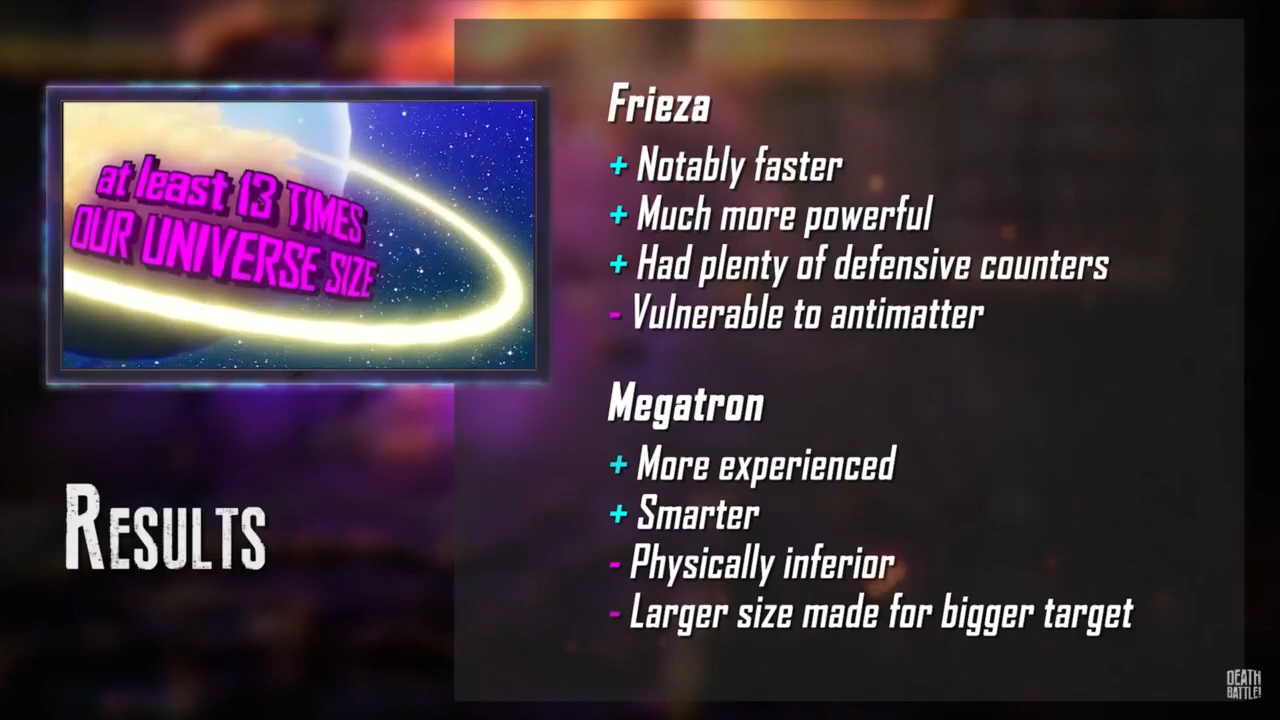 at least 13 TIMES
OUR UNIVERSE SIZE
RESULTS
Frieza
+ Notably faster
+ Much more powerful
+ Had plenty of defensive counters
- Vulnerable to antimatter
Megatron
+ More experienced
+ Smarter
- Physically inferior
- Larger size made for bigger target
DEATH
BATTLE!